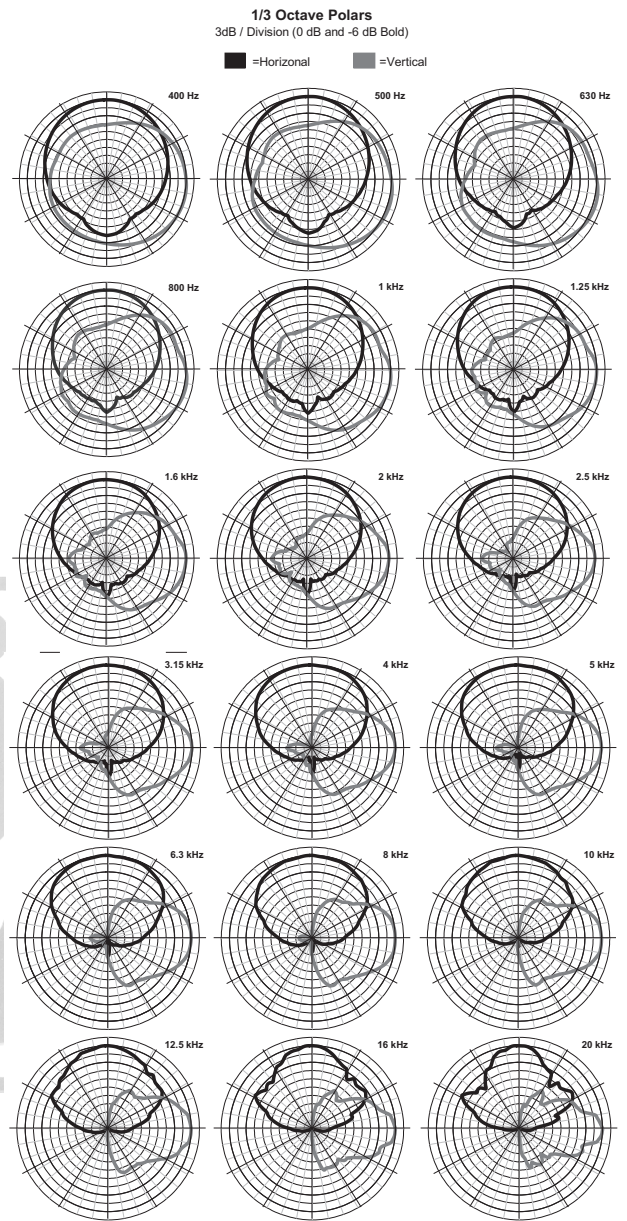 1/3 Octave Polars
3dB / Division (0 dB and -6 dB Bold)
=Horizonal =Vertical
400 Hz 500 Hz 630 Hz
800 Hz 1 kHz 1.25 kHz
1.6 kHz 2 kHz 2.5 kHz
3.15 kHz 4 kHz 5 kHz
6.3 kHz 8 kHz 10 kHz
12.5 kHz 16 kHz 20 kHz